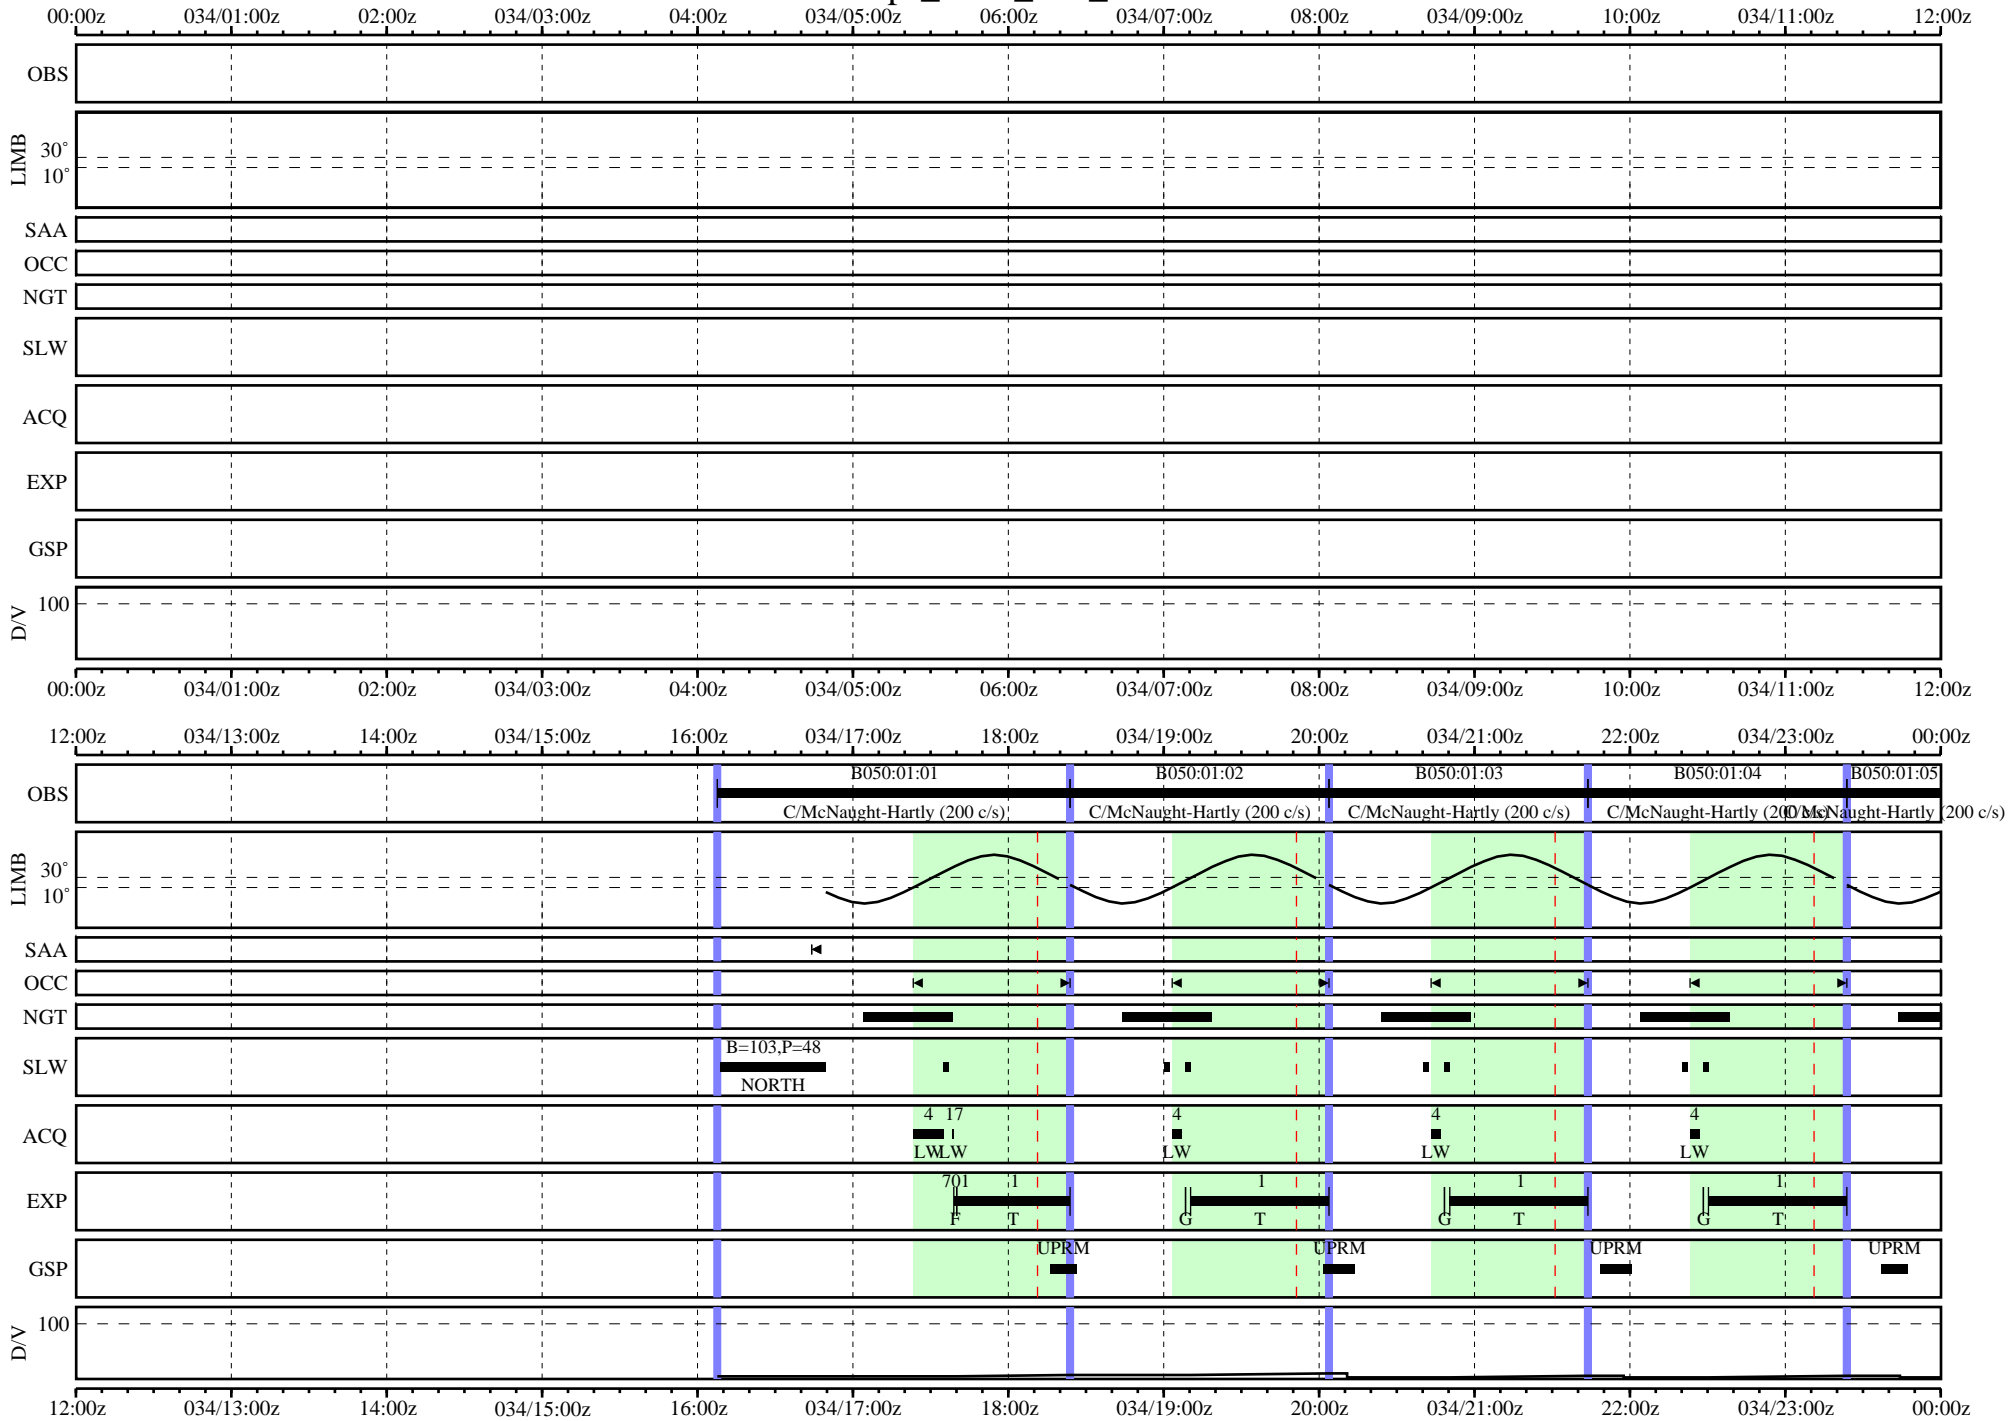 00:00z 034/01:00z 02:00z 034/03:00z 04:00z 034/05:00z 06:00z 034/07:00z 08:00z 034/09:00z 10:00z 034/11:00z 12:00z
OBS
LIMB 30°
10°
SAA
OCC
NGT
SLW
ACQ
EXP
GSP
D/V 100
00:00z 034/01:00z 02:00z 034/03:00z 04:00z 034/05:00z 06:00z 034/07:00z 08:00z 034/09:00z 10:00z 034/11:00z 12:00z
12:00z 034/13:00z 14:00z 034/15:00z 16:00z 034/17:00z 18:00z 034/19:00z 20:00z 034/21:00z 22:00z 034/23:00z 00:00z
B050:01:01 B050:01:02 B050:01:03 B050:01:04 B050:01:05
OBS
C/McNaught-Hartly (200 c/s) C/McNaught-Hartly (200 c/s) C/McNaught-Hartly (200 c/s) C/McNaught-Hartly (200 c/s) C/McNaught-Hartly (200 c/s)
LIMB 30°
10°
SAA
OCC
NGT
B=103,P=48
SLW
NORTH
4 17 4 4 4
ACQ
LW LW LW LW LW
701 1 1 1 1
EXP
F T G T G T G T
UPRM UPRM UPRM UPRM
GSP
D/V 100
12:00z 034/13:00z 14:00z 034/15:00z 16:00z 034/17:00z 18:00z 034/19:00z 20:00z 034/21:00z 22:00z 034/23:00z 00:00z